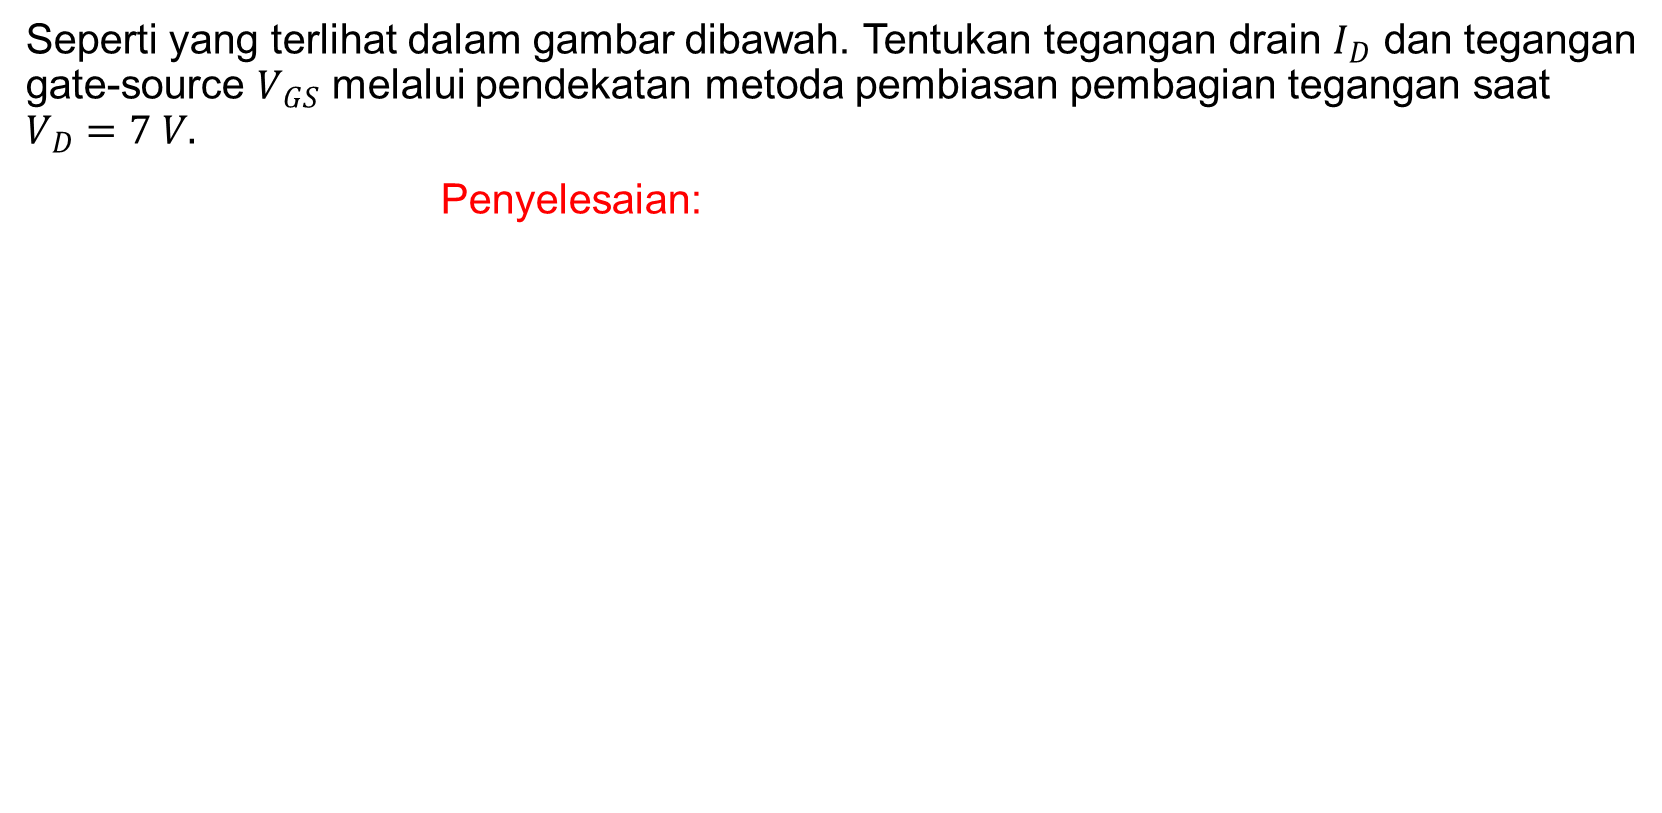 Seperti yang terlihat dalam gambar dibawah. Tentukan tegangan drain I_D dan tegangan
gate-source V_GS melalui pendekatan metoda pembiasan pembagian tegangan saat
V_D = 7 V.
Penyelesaian: